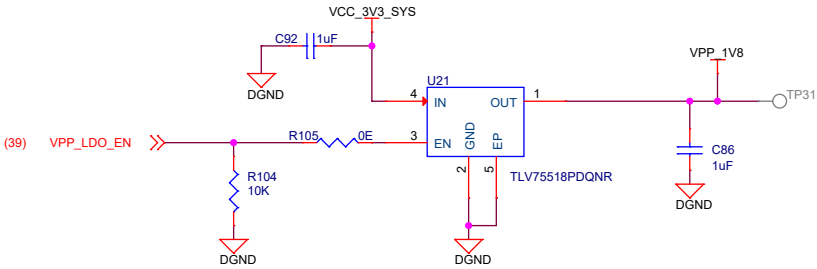 VCC_3V3_SYS
C92 1uF
VPP_1V8
DGND
U21
4 IN OUT 1
TP31
(39) VPP_LDO_EN R105 0E 3 EN GND EP
C86
1uF
R104
10K
2 5 TLV75518PDQNR
DGND
DGND DGND